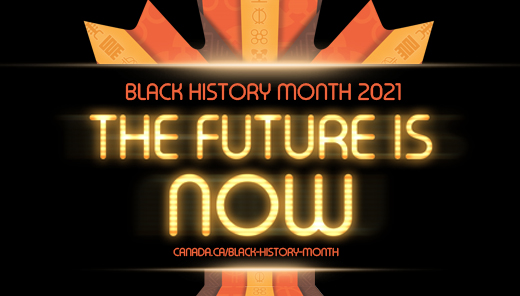 BLACK HISTORY MONTH 2021
THE FUTURE IS
NOW
CANADA.CA/BLACK-HISTORY-MONTH